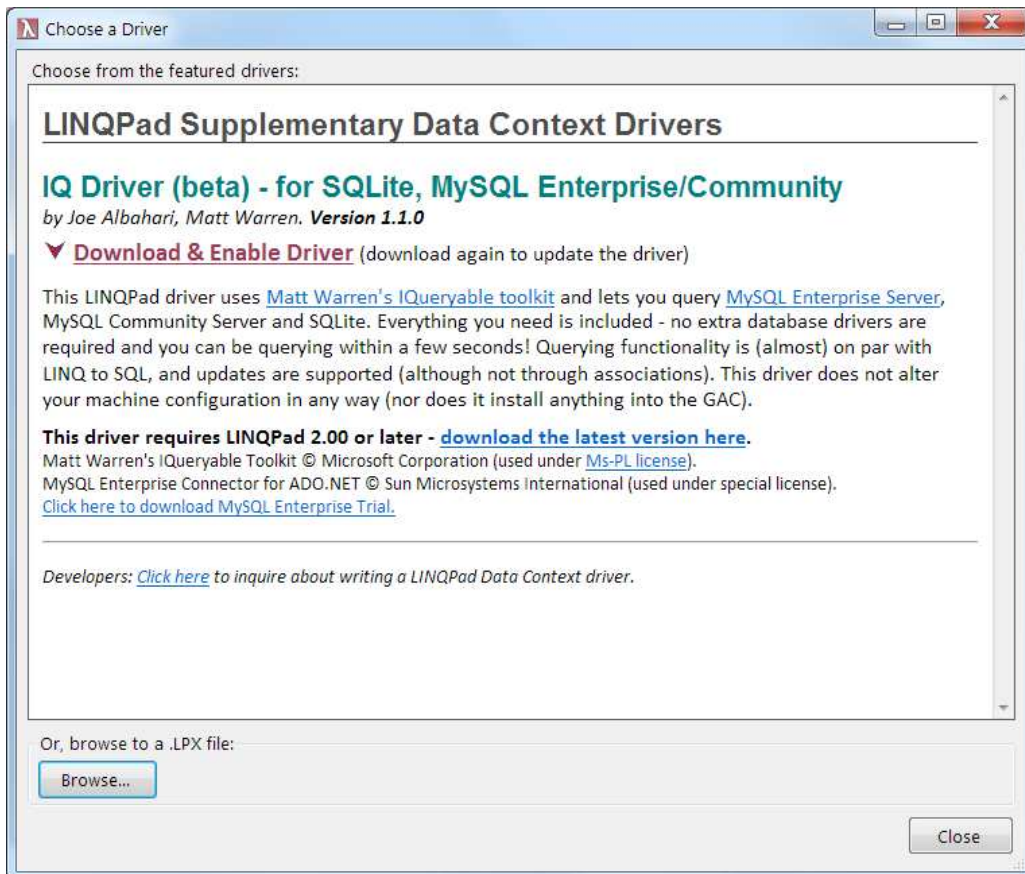 Choose a Driver
Choose from the featured drivers:
LINQPad Supplementary Data Context Drivers
IQ Driver (beta) - for SQLite, MySQL Enterprise/Community
by Joe Albahari, Matt Warren. Version 1.1.0
Download & Enable Driver (download again to update the driver)
This LINQPad driver uses Matt Warren's IQueryable toolkit and lets you query MySQL Enterprise Server,
MySQL Community Server and SQLite. Everything you need is included - no extra database drivers are
required and you can be querying within a few seconds! Querying functionality is (almost) on par with
LINQ to SQL, and updates are supported (although not through associations). This driver does not alter
your machine configuration in any way (nor does it install anything into the GAC).
This driver requires LINQPad 2.00 or later - download the latest version here.
Matt Warren's IQueryable Toolkit © Microsoft Corporation (used under Ms-PL license).
MySQL Enterprise Connector for ADO.NET © Sun Microsystems International (used under special license).
Click here to download MySQL Enterprise Trial.
Developers: Click here to inquire about writing a LINQPad Data Context driver.
Or, browse to a .LPX file:
Browse...
Close